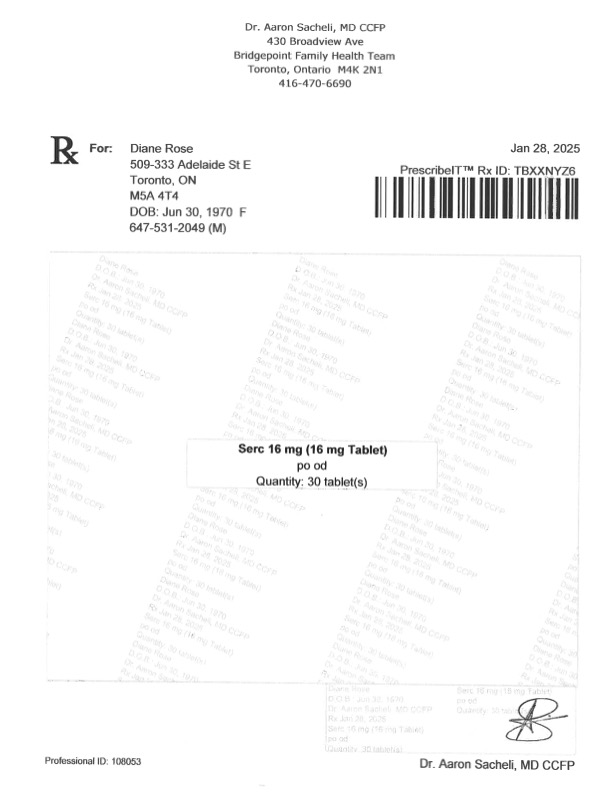 Dr. Aaron Sacheli, MD CCFP
430 Broadview Ave
Bridgepoint Family Health Team
Toronto, Ontario M4K 2N1
416-470-6690
Rx For: Diane Rose
509-333 Adelaide St E
Toronto, ON
M5A 4T4
DOB: Jun 30, 1970 F
647-531-2049 (M)
Jan 28, 2025
PrescribeIT™ Rx ID: TBXXNYZ6
Serc 16 mg (16 mg Tablet)
po od
Quantity: 30 tablet(s)
Diane Rose
D.O.B.: Jun 30, 1970
Dr. Aaron Sacheli, MD CCFP
Rx Jan 28, 2025
Serc 16 mg (16 mg Tablet)
po od
Quantity: 30 tablet(s)
Serc 16 mg (16 mg Tablet)
po od
Quantity: 30
Professional ID: 108053
Dr. Aaron Sacheli, MD CCFP